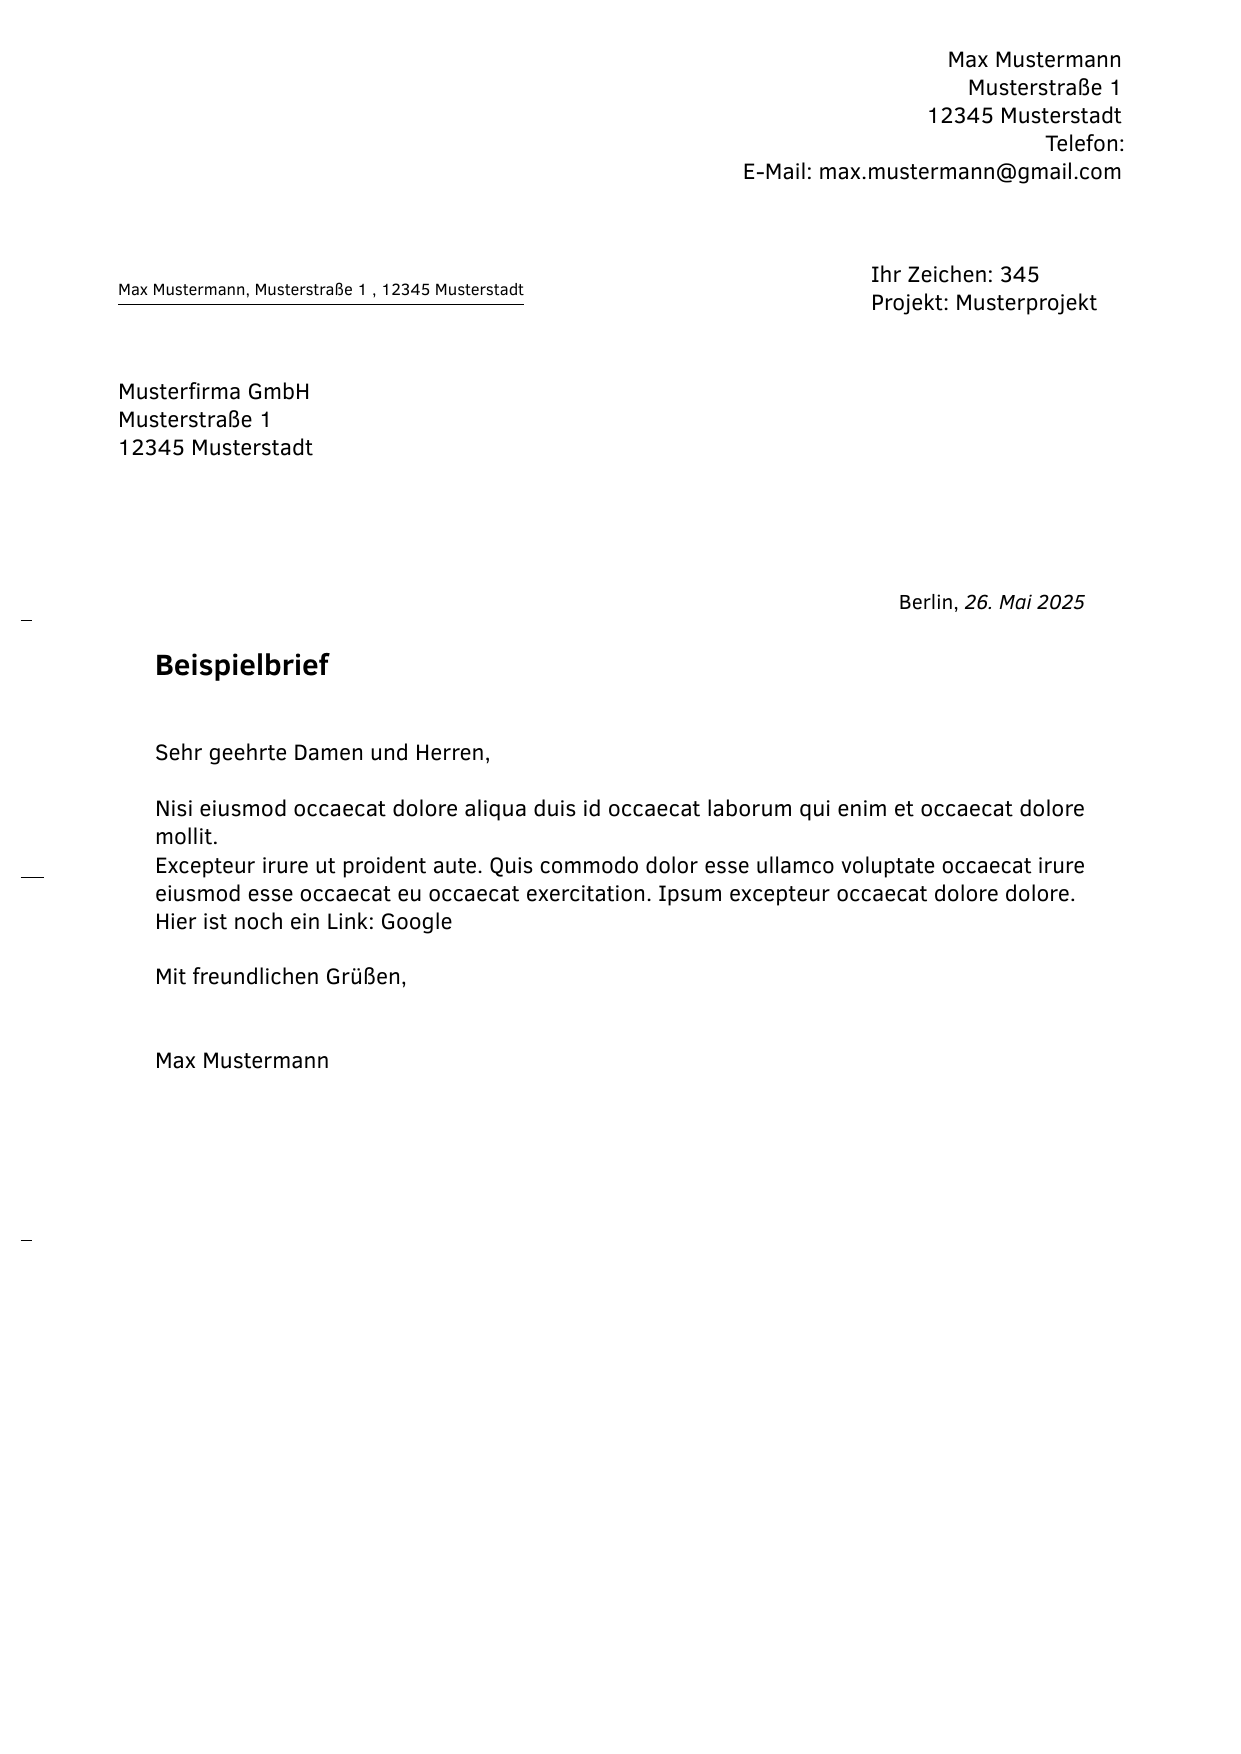 Max Mustermann
Musterstraße 1
12345 Musterstadt
Telefon:
E-Mail: max.mustermann@gmail.com
Max Mustermann, Musterstraße 1 , 12345 Musterstadt
Ihr Zeichen: 345
Projekt: Musterprojekt
Musterfirma GmbH
Musterstraße 1
12345 Musterstadt
Berlin, 26. Mai 2025
Beispielbrief
Sehr geehrte Damen und Herren,
Nisi eiusmod occaecat dolore aliqua duis id occaecat laborum qui enim et occaecat dolore
mollit.
Excepteur irure ut proident aute. Quis commodo dolor esse ullamco voluptate occaecat irure
eiusmod esse occaecat eu occaecat exercitation. Ipsum excepteur occaecat dolore dolore.
Hier ist noch ein Link: Google
Mit freundlichen Grüßen,
Max Mustermann